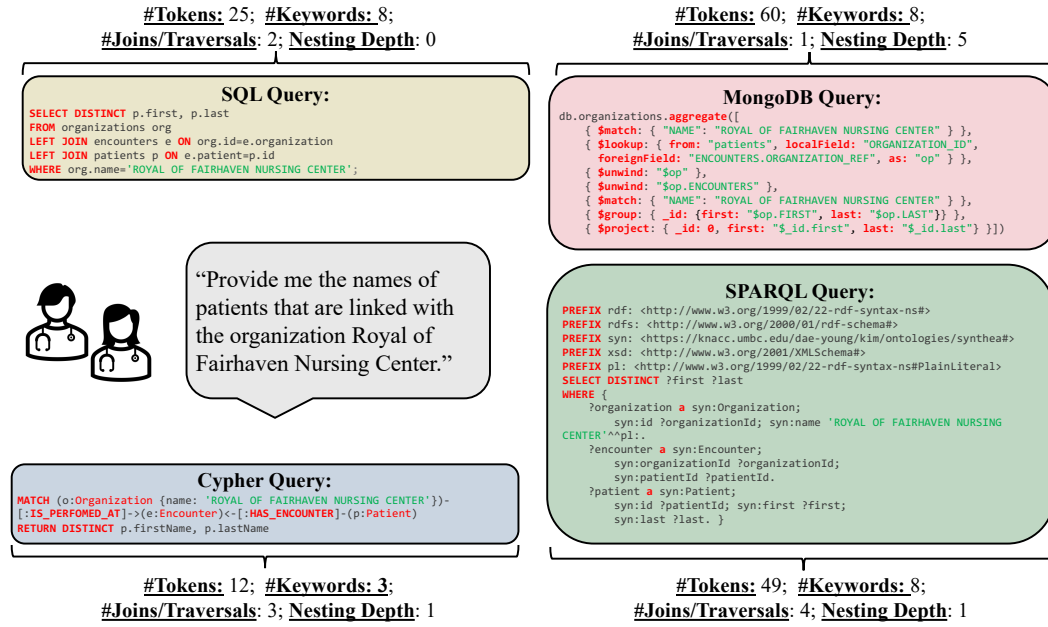 #Tokens: 25;  #Keywords: 8;
#Joins/Traversals: 2; Nesting Depth: 0
SQL Query:
SELECT DISTINCT p.first, p.last
FROM organizations org
LEFT JOIN encounters e ON org.id=e.organization
LEFT JOIN patients p ON e.patient=p.id
WHERE org.name='ROYAL OF FAIRHAVEN NURSING CENTER';
#Tokens: 60;  #Keywords: 8;
#Joins/Traversals: 1; Nesting Depth: 5
MongoDB Query:
db.organizations.aggregate([
{ $match: { "NAME": "ROYAL OF FAIRHAVEN NURSING CENTER" } },
{ $lookup: { from: "patients", localField: "ORGANIZATION_ID",
foreignField: "ENCOUNTERS.ORGANIZATION_REF", as: "op" } },
{ $unwind: "$op" },
{ $unwind: "$op.ENCOUNTERS" },
{ $match: { "NAME": "ROYAL OF FAIRHAVEN NURSING CENTER" } },
{ $group: { _id: {first: "$op.FIRST", last: "$op.LAST"}} },
{ $project: { _id: 0, first: "$_id.first", last: "$_id.last"} }])
“Provide me the names of
patients that are linked with
the organization Royal of
Fairhaven Nursing Center.”
SPARQL Query:
PREFIX rdf: <http://www.w3.org/1999/02/22-rdf-syntax-ns#>
PREFIX rdfs: <http://www.w3.org/2000/01/rdf-schema#>
PREFIX syn: <https://knacc.umbc.edu/dae-young/kim/ontologies/synthea#>
PREFIX xsd: <http://www.w3.org/2001/XMLSchema#>
PREFIX pl: <http://www.w3.org/1999/02/22-rdf-syntax-ns#PlainLiteral>
SELECT DISTINCT ?first ?last
WHERE {
?organization a syn:Organization;
syn:id ?organizationId; syn:name 'ROYAL OF FAIRHAVEN NURSING
CENTER'^^pl:.
?encounter a syn:Encounter;
syn:organizationId ?organizationId;
syn:patientId ?patientId.
?patient a syn:Patient;
syn:id ?patientId; syn:first ?first;
syn:last ?last. }
Cypher Query:
MATCH (o:Organization {name: 'ROYAL OF FAIRHAVEN NURSING CENTER'})-
[:IS_PERFOMED_AT]->(e:Encounter)<-[:HAS_ENCOUNTER]-(p:Patient)
RETURN DISTINCT p.firstName, p.lastName
#Tokens: 12;  #Keywords: 3;
#Joins/Traversals: 3; Nesting Depth: 1
#Tokens: 49;  #Keywords: 8;
#Joins/Traversals: 4; Nesting Depth: 1